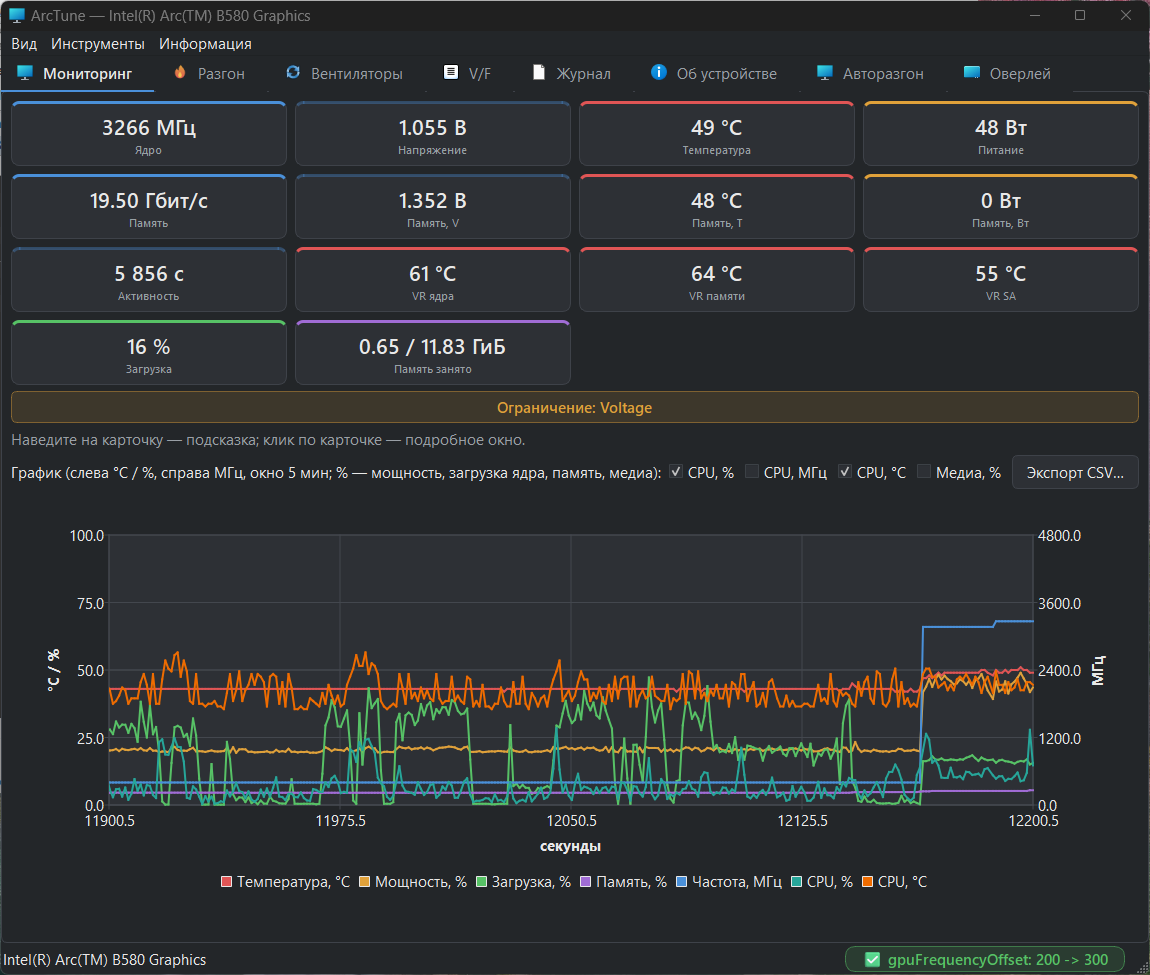 ArcTune — Intel(R) Arc(TM) B580 Graphics
Вид Инструменты Информация
Мониторинг Разгон Вентиляторы V/F Журнал Об устройстве Авторазгон Оверлей
3266 МГц 1.055 В 49 °C 48 Вт
Ядро Напряжение Температура Питание
19.50 Гбит/с 1.352 В 48 °C 0 Вт
Память Память, V Память, T Память, Вт
5 856 с 61 °C 64 °C 55 °C
Активность VR ядра VR памяти VR SA
16 % 0.65 / 11.83 ГиБ
Загрузка Память занято
Ограничение: Voltage
Наведите на карточку — подсказка; клик по карточке — подробное окно.
График (слева °C / %, справа МГц, окно 5 мин; % — мощность, загрузка ядра, память, медиа): CPU, % CPU, МГц CPU, °C Медиа, % Экспорт CSV...
100.0 4800.0
75.0 3600.0
50.0 2400.0
°C / % МГц
25.0 1200.0
0.0 0.0
11900.5 11975.5 12050.5 12125.5 12200.5
секунды
Температура, °C Мощность, % Загрузка, % Память, % Частота, МГц CPU, % CPU, °C
Intel(R) Arc(TM) B580 Graphics gpuFrequencyOffset: 200 -> 300